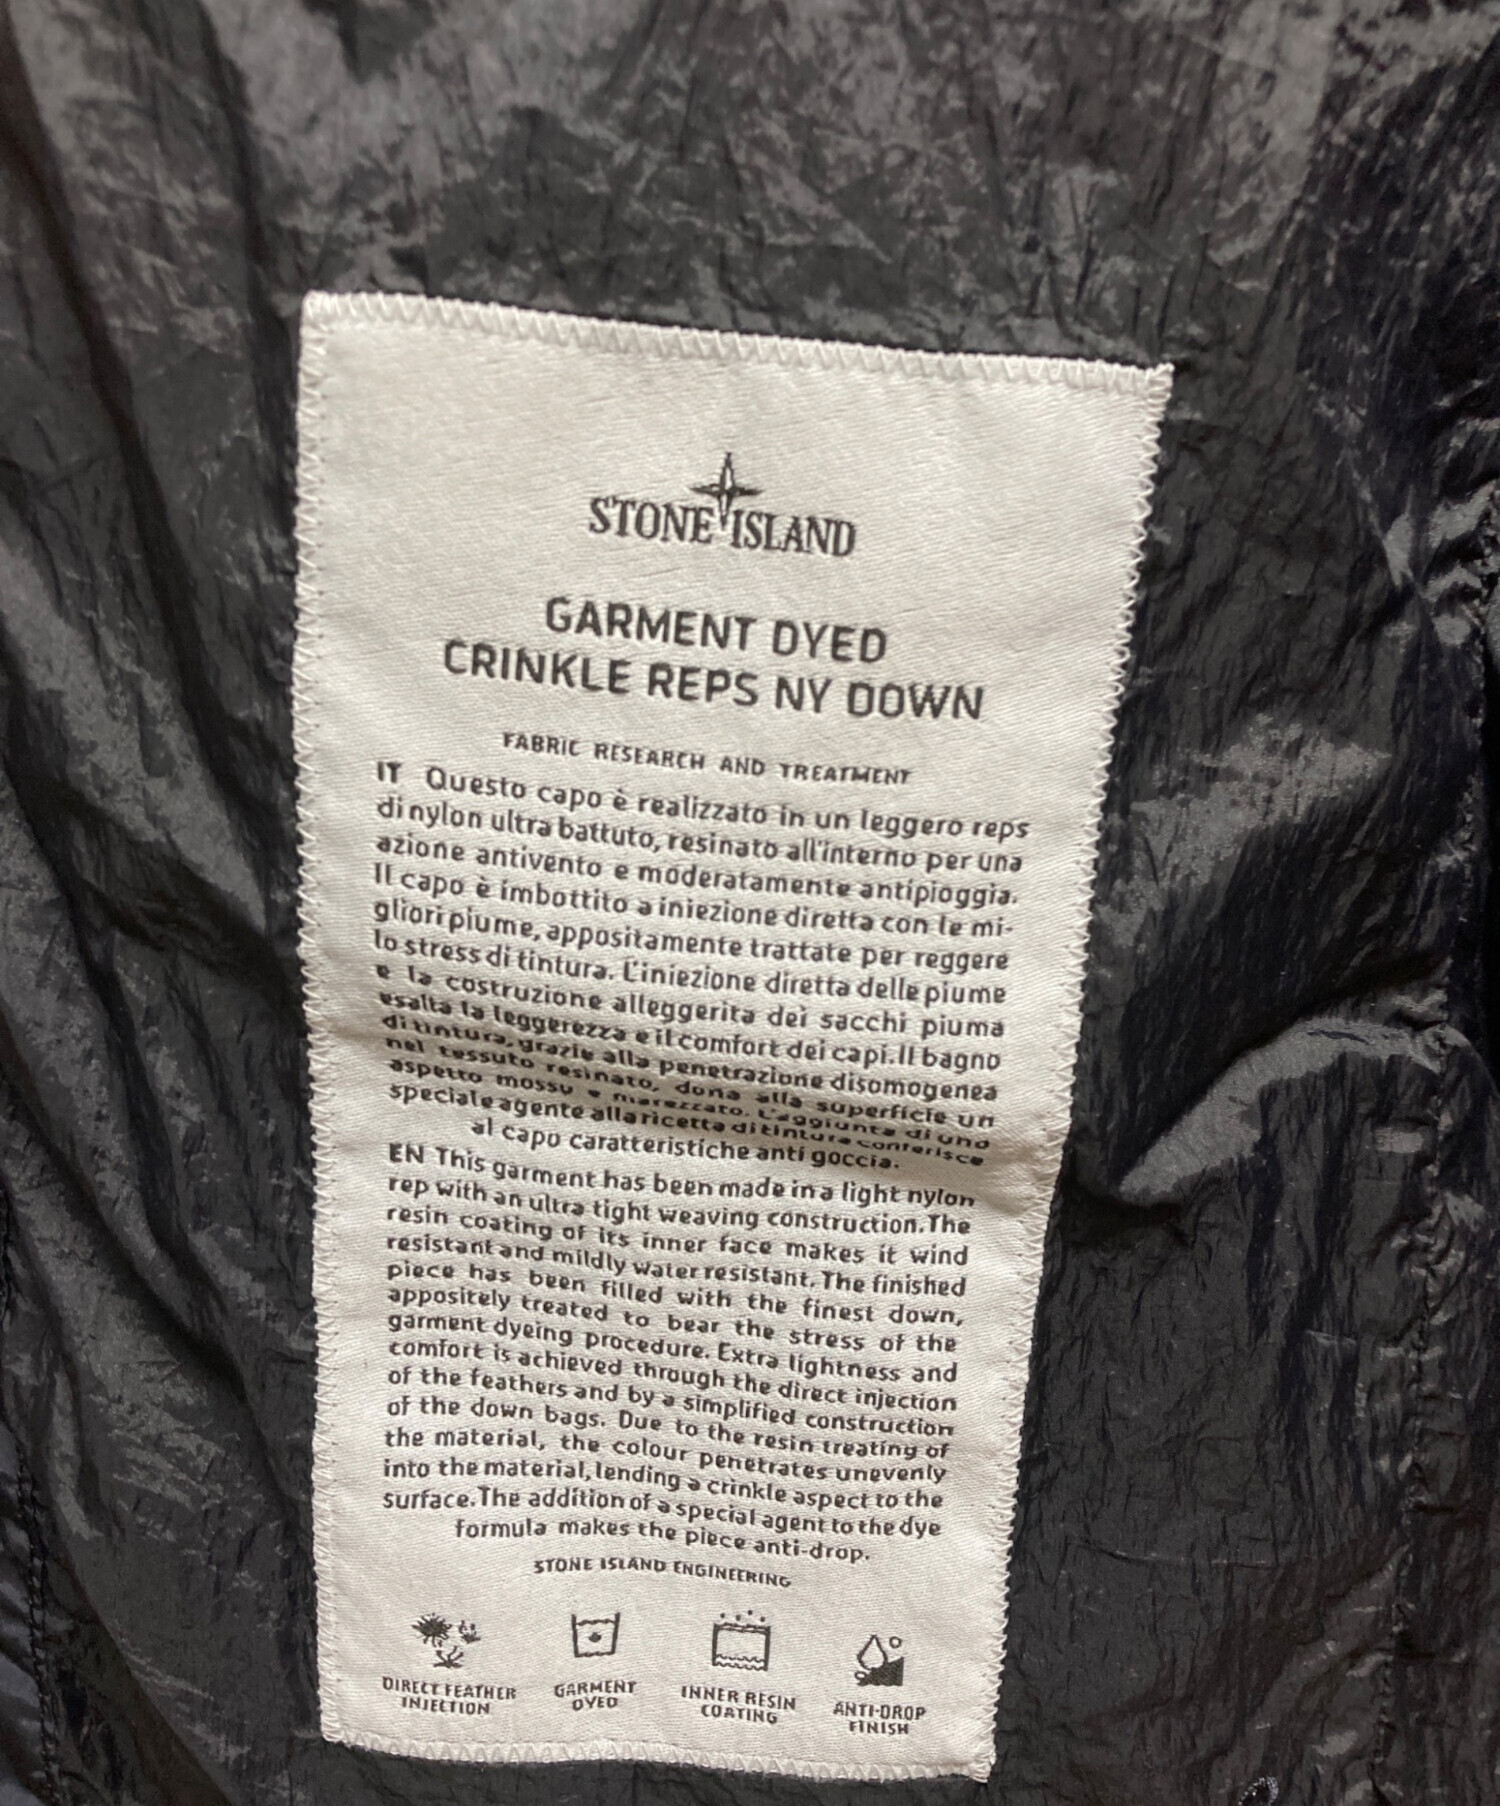 STONE ISLAND
GARMENT DYED
CRINKLE REPS NY DOWN
FABRIC RESEARCH AND TREATMENT
IT Questo capo è realizzato in un leggero reps
di nylon ultra battuto, resinato all'interno per una
azione antivento e moderatamente antipioggia.
Il capo è imbottito a iniezione diretta con le mi-
gliori piume, appositamente trattate per reggere
lo stress di tintura. L'iniezione diretta delle piume
e la costruzione alleggerita dei sacchi piuma
esalta la leggerezza e il comfort dei capi. Il bagno
di tintura, grazie alla penetrazione disomogenea
nel tessuto resinato, dona alla superficie un
aspetto mosso e marezzato. L'aggiunta di uno
speciale agente alla ricetta di tintura conferisce
al capo caratteristiche anti goccia.
EN This garment has been made in a light nylon
rep with an ultra tight weaving construction. The
resin coating of its inner face makes it wind
resistant and mildly water resistant. The finished
piece has been filled with the finest down,
appositely treated to bear the stress of the
garment dyeing procedure. Extra lightness and
comfort is achieved through the direct injection
of the feathers and by a simplified construction
of the down bags. Due to the resin treating of
the material, the colour penetrates unevenly
into the material, lending a crinkle aspect to the
surface. The addition of a special agent to the dye
formula makes the piece anti-drop.
STONE ISLAND ENGINEERING
DIRECT FEATHER
INJECTION
GARMENT
DYED
INNER RESIN
COATING
ANTI-DROP
FINISH